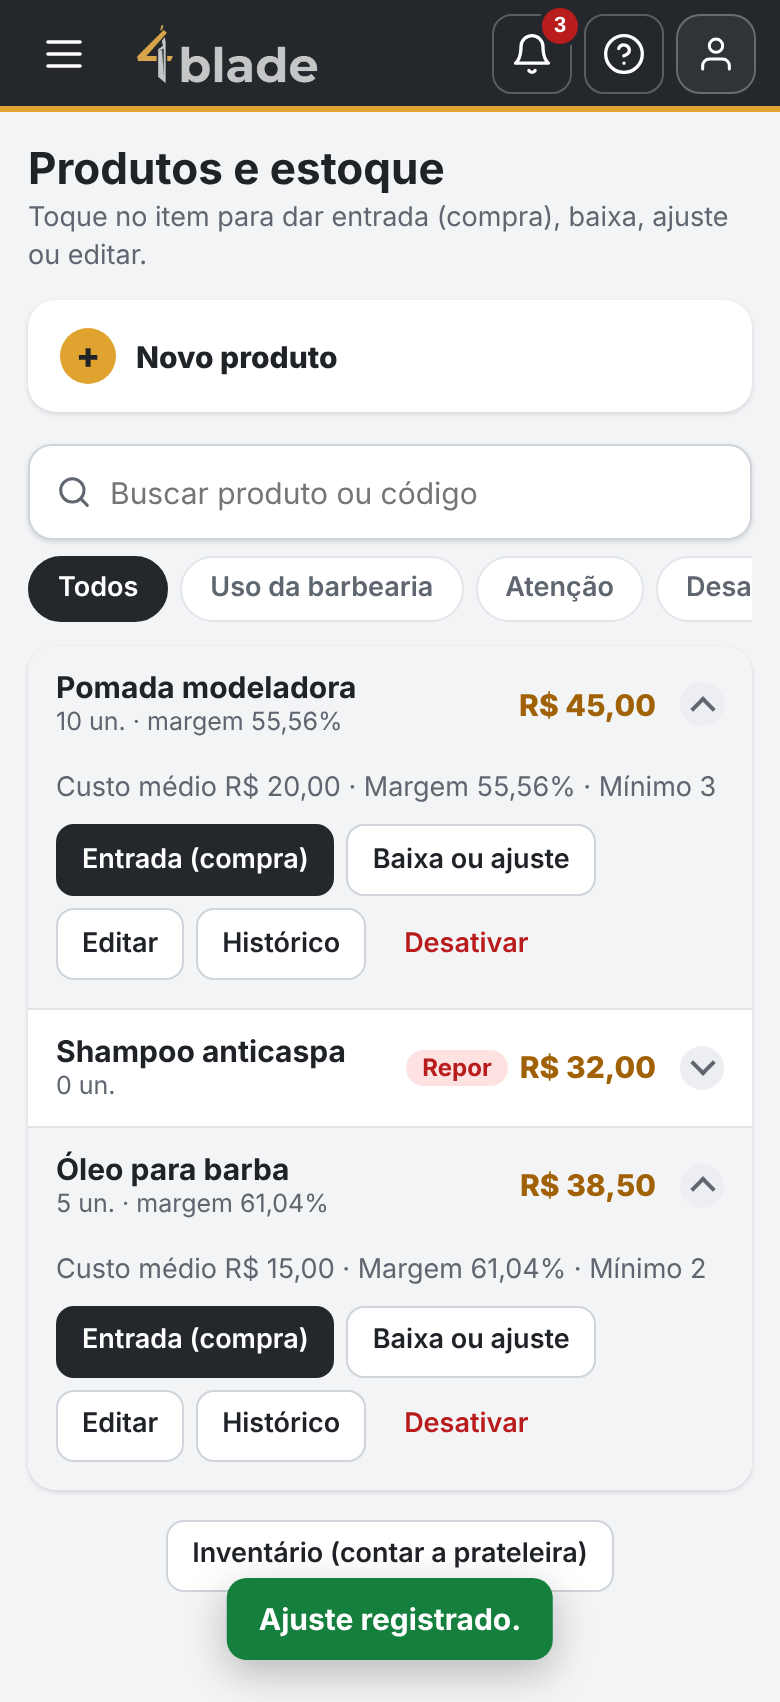 4blade
3
Produtos e estoque
Toque no item para dar entrada (compra), baixa, ajuste
ou editar.
+ Novo produto
Buscar produto ou código
Todos
Uso da barbearia
Atenção
Desa
Pomada modeladora
10 un. · margem 55,56%
R$ 45,00
Custo médio R$ 20,00 · Margem 55,56% · Mínimo 3
Entrada (compra)
Baixa ou ajuste
Editar
Histórico
Desativar
Shampoo anticaspa
0 un.
Repor
R$ 32,00
Óleo para barba
5 un. · margem 61,04%
R$ 38,50
Custo médio R$ 15,00 · Margem 61,04% · Mínimo 2
Entrada (compra)
Baixa ou ajuste
Editar
Histórico
Desativar
Inventário (contar a prateleira)
Ajuste registrado.